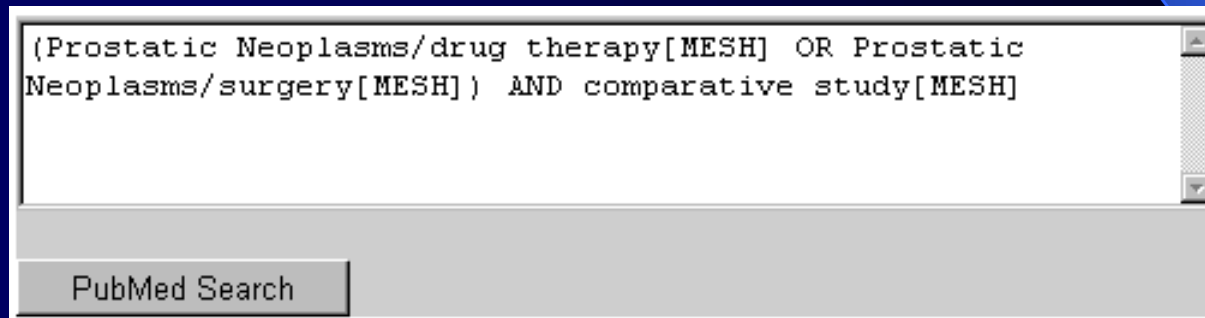 (Prostatic Neoplasms/drug therapy[MESH] OR Prostatic
Neoplasms/surgery[MESH]) AND comparative study[MESH]
PubMed Search